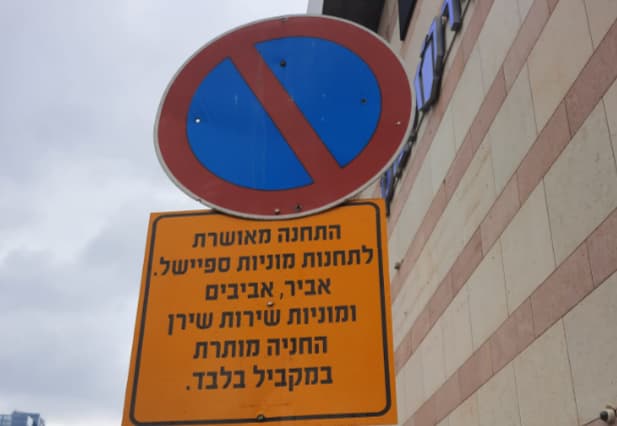 התחנה מאושרת
לתחנות מוניות ספיישל.
אביר, אביבים
ומוניות שירות שירן
החניה מותרת
במקביל בלבד.